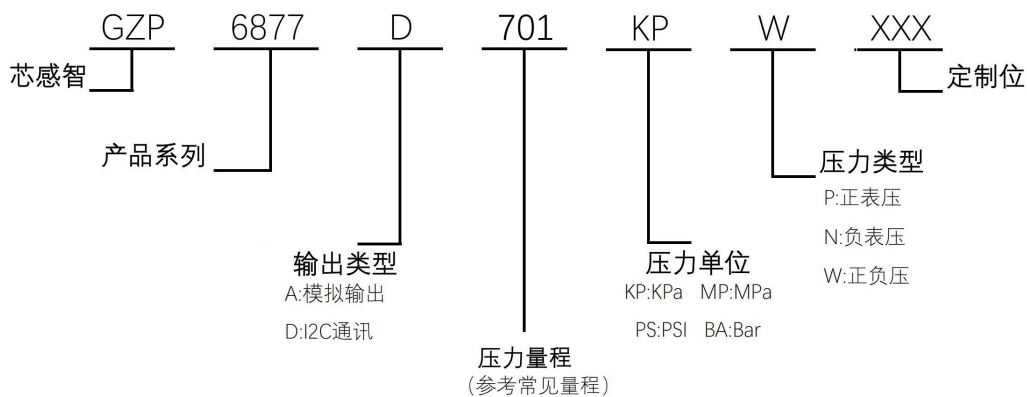 GZP 6877 D 701 KP W XXX
芯感智
定制位
产品系列
压力类型
P:正表压
N:负表压
W:正负压
输出类型
A:模拟输出
D:I2C通讯
压力单位
KP:KPa MP:MPa
PS:PSI BA:Bar
压力量程
(参考常见量程)